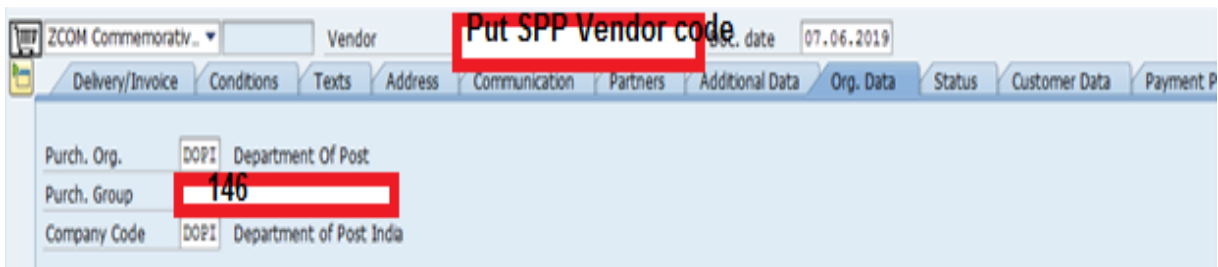 ZCOM Commemorativ.. Vendor Put SPP Vendor code Doc. date 07.06.2019
Delivery/Invoice Conditions Texts Address Communication Partners Additional Data Org. Data Status Customer Data Payment P
Purch. Org. DOPI Department Of Post
Purch. Group 146
Company Code DOPI Department of Post India